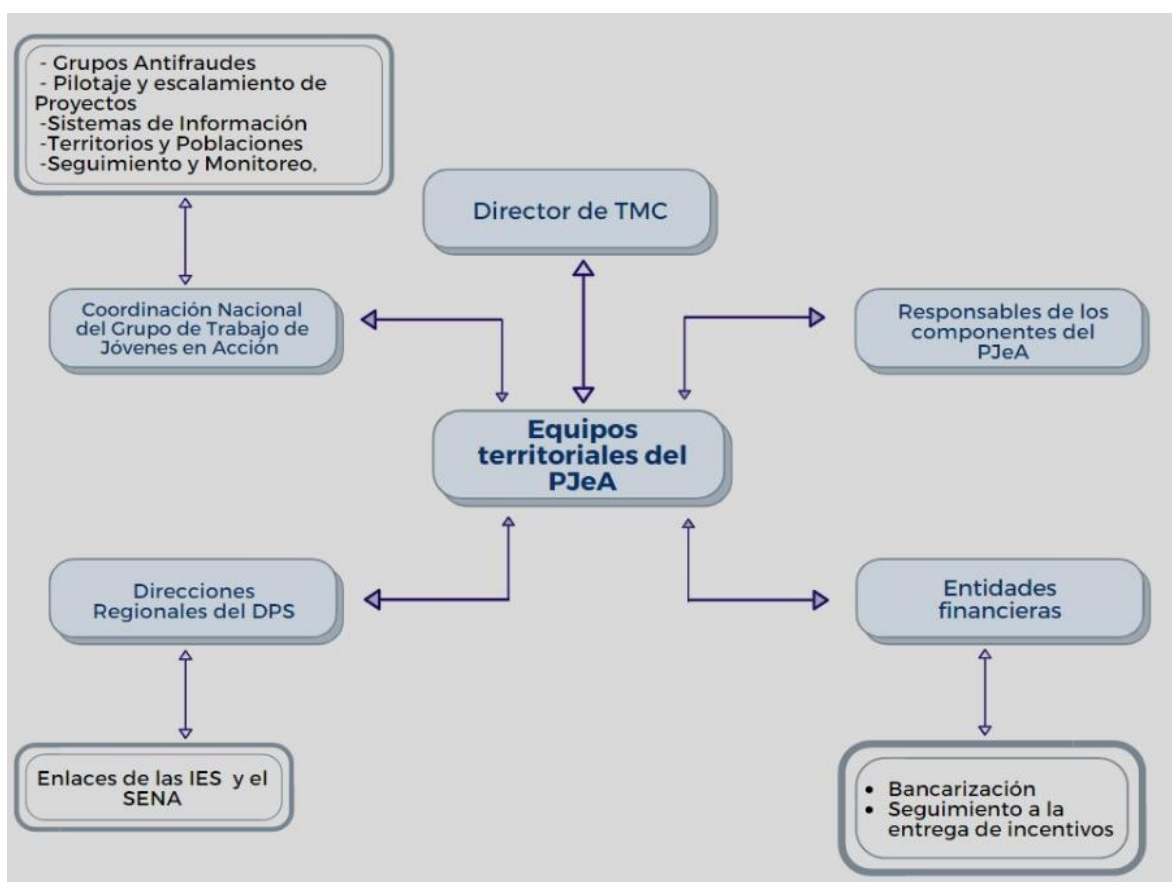 - Grupos Antifraudes
- Pilotaje y escalamiento de
Proyectos
-Sistemas de Información
-Territorios y Poblaciones
-Seguimiento y Monitoreo,
Director de TMC
Coordinación Nacional
del Grupo de Trabajo de
Jóvenes en Acción
Responsables de los
componentes del
PJeA
Equipos
territoriales del
PJeA
Direcciones
Regionales del DPS
Entidades
financieras
Enlaces de las IES y el
SENA
• Bancarización
• Seguimiento a la
entrega de incentivos